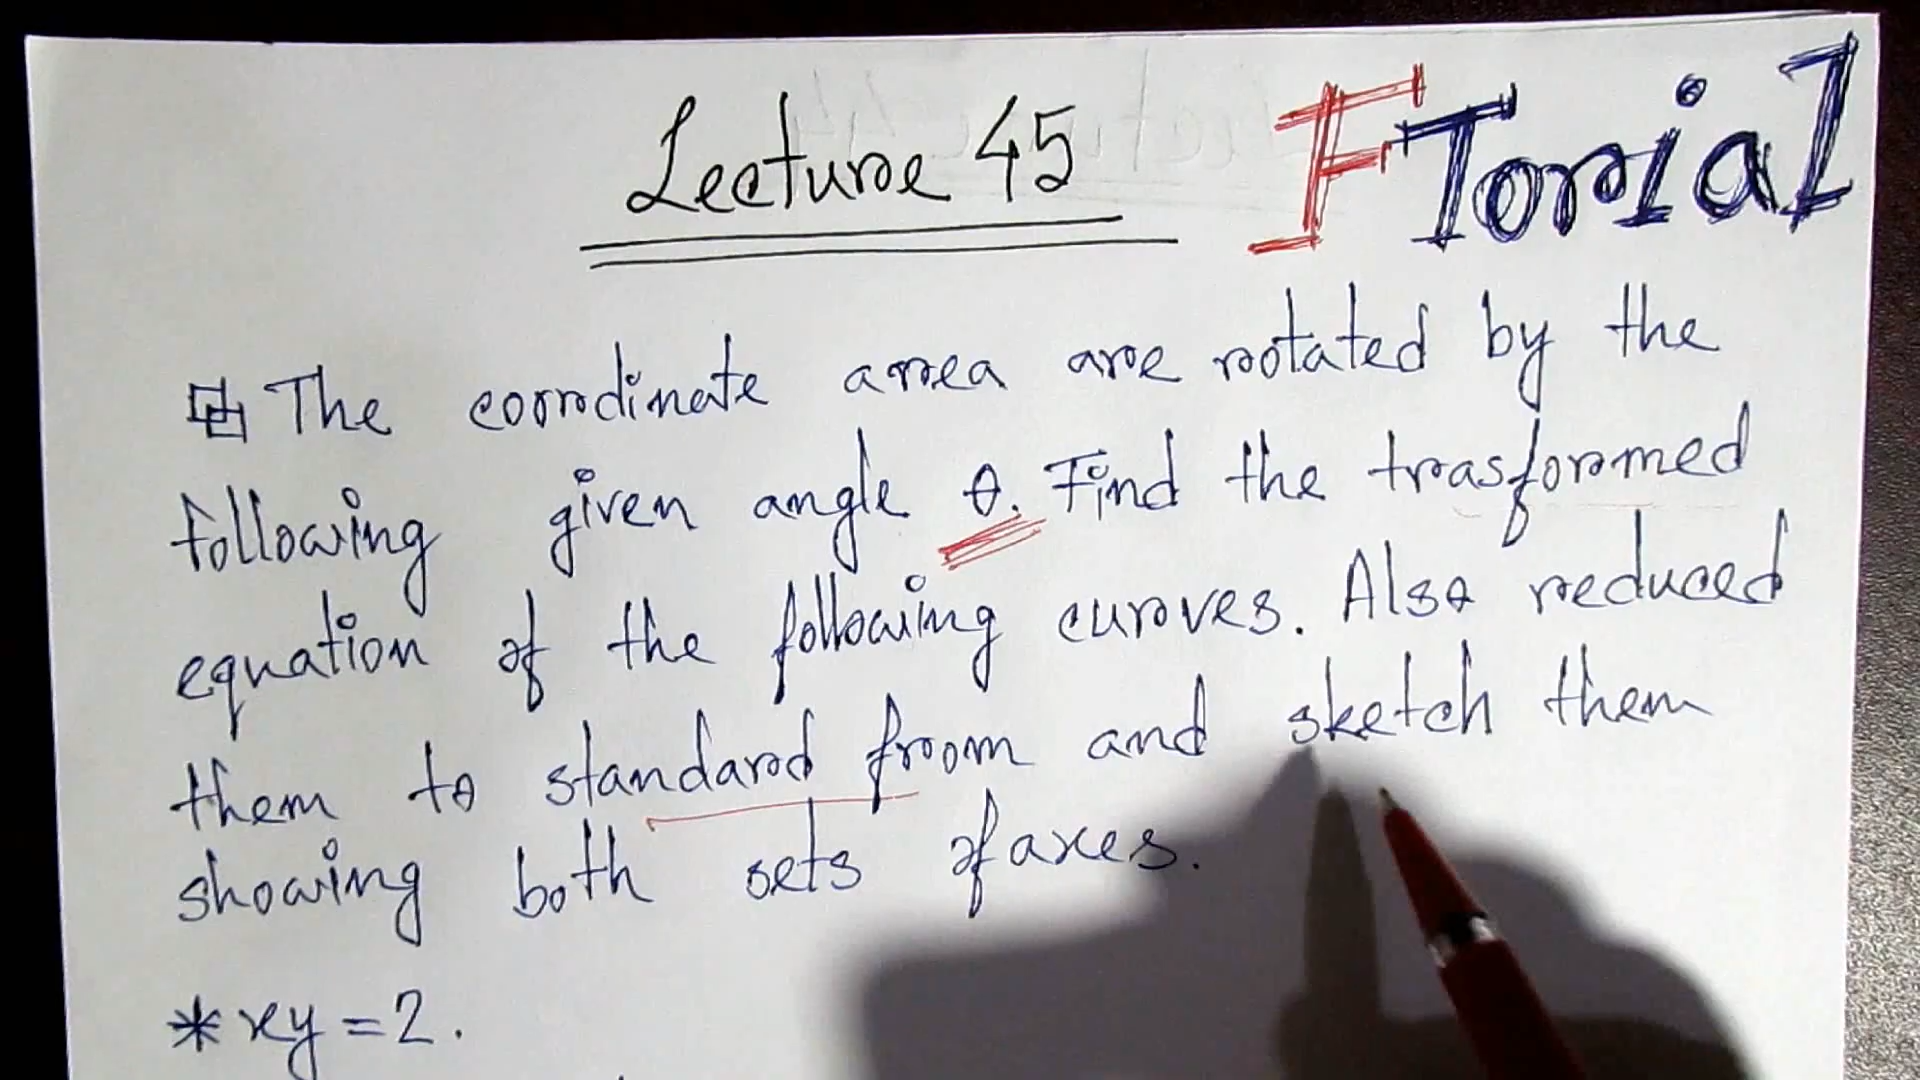 Lecture 45
FTorial
The coordinate area are rotated by the
following given angle θ. Find the trasformed
equation of the following curves. Also reduced
them to standard from and sketch them
showing both sets of axes.
* xy = 2.